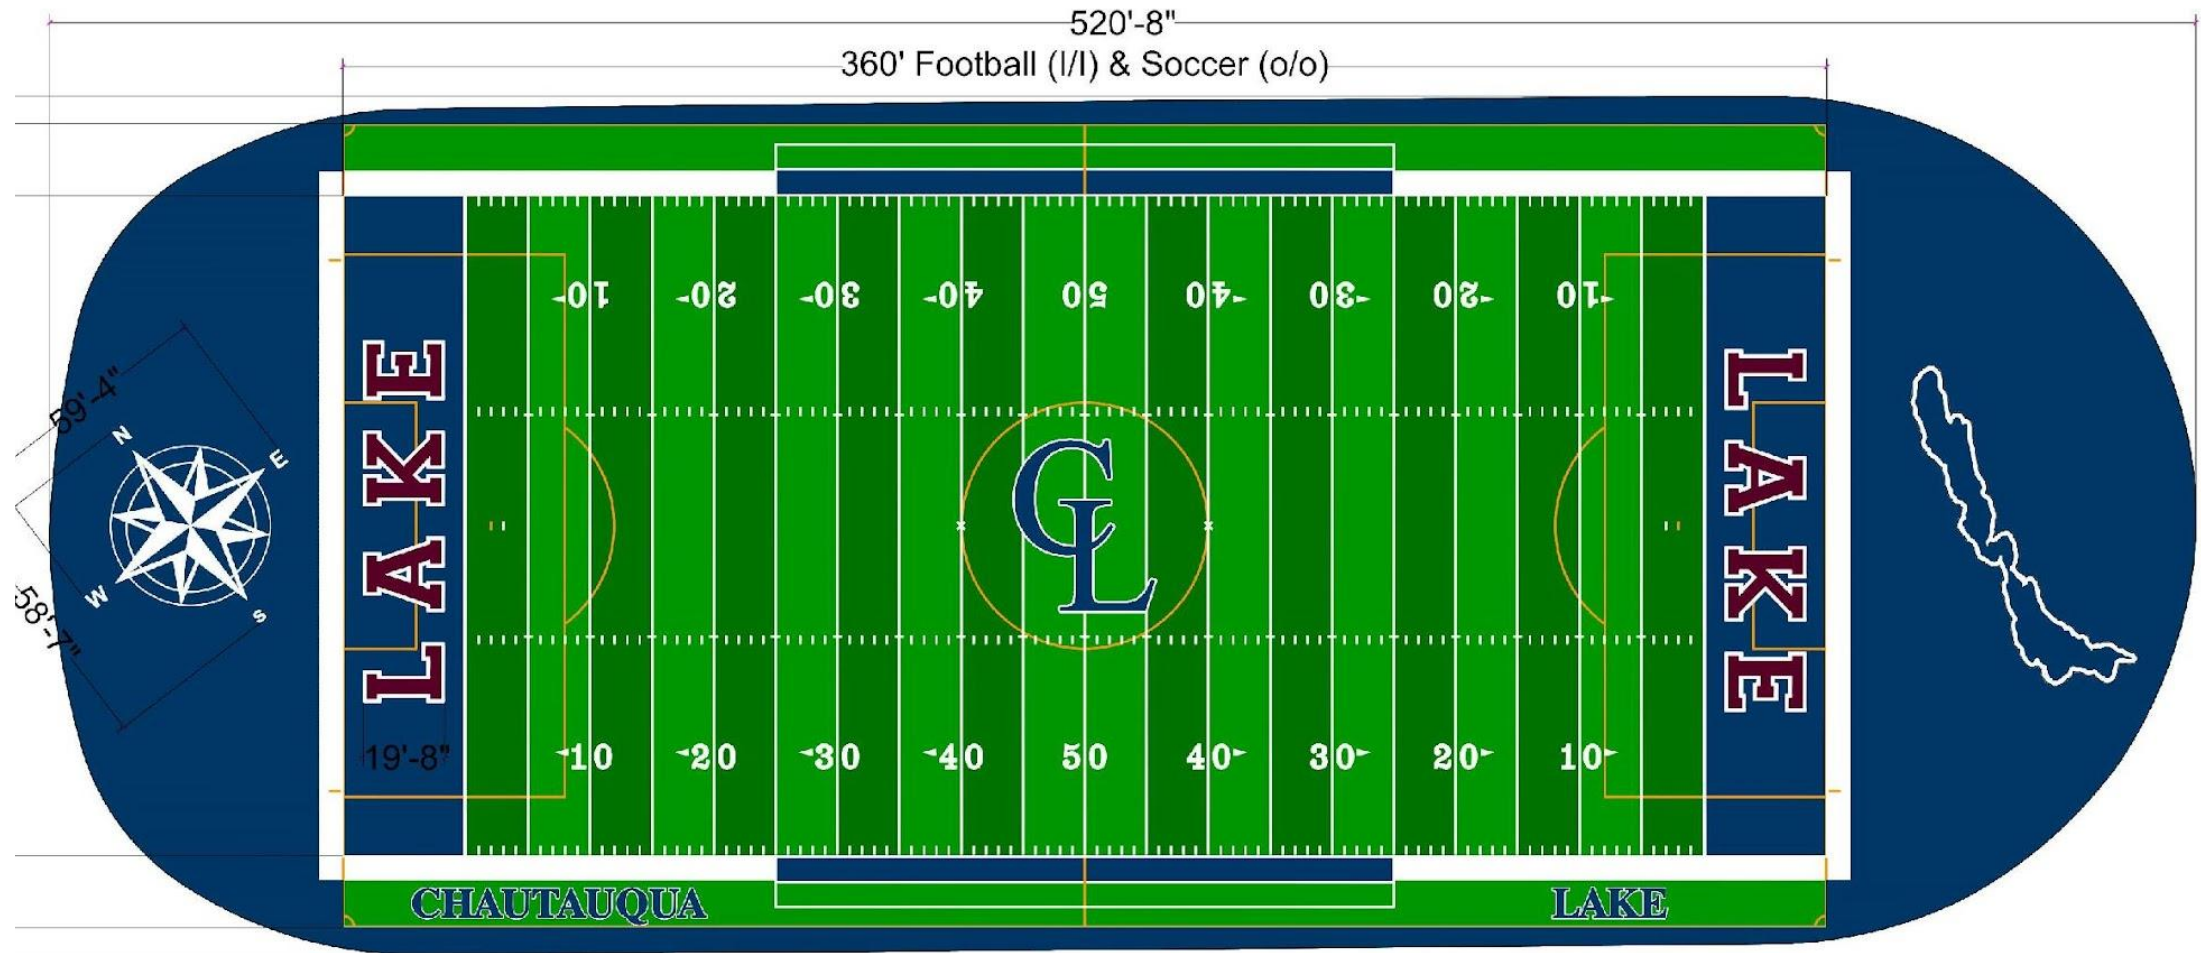 520'-8"
360' Football (I/I) & Soccer (o/o)
10 20 30 40 50 40 30 20 10
59'-4"
N
E
W
S
58'-7"
LAKE
CL
LAKE
19'-8"
10 20 30 40 50 40 30 20 10
CHAUTAUQUA LAKE